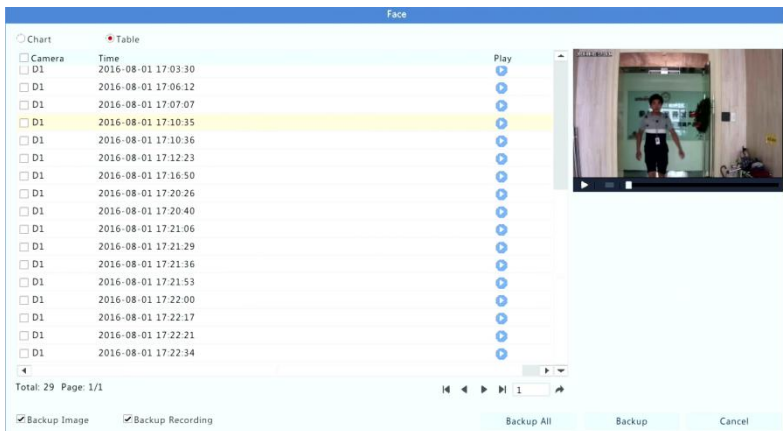 Face
Chart Table
Camera Time Play
D1 2016-08-01 17:03:30
D1 2016-08-01 17:06:12
D1 2016-08-01 17:07:07
D1 2016-08-01 17:10:35
D1 2016-08-01 17:10:36
D1 2016-08-01 17:12:23
D1 2016-08-01 17:16:50
D1 2016-08-01 17:20:26
D1 2016-08-01 17:20:40
D1 2016-08-01 17:21:06
D1 2016-08-01 17:21:29
D1 2016-08-01 17:21:36
D1 2016-08-01 17:21:53
D1 2016-08-01 17:22:00
D1 2016-08-01 17:22:17
D1 2016-08-01 17:22:21
D1 2016-08-01 17:22:34
Total: 29 Page: 1/1
1
Backup Image Backup Recording Backup All Backup Cancel